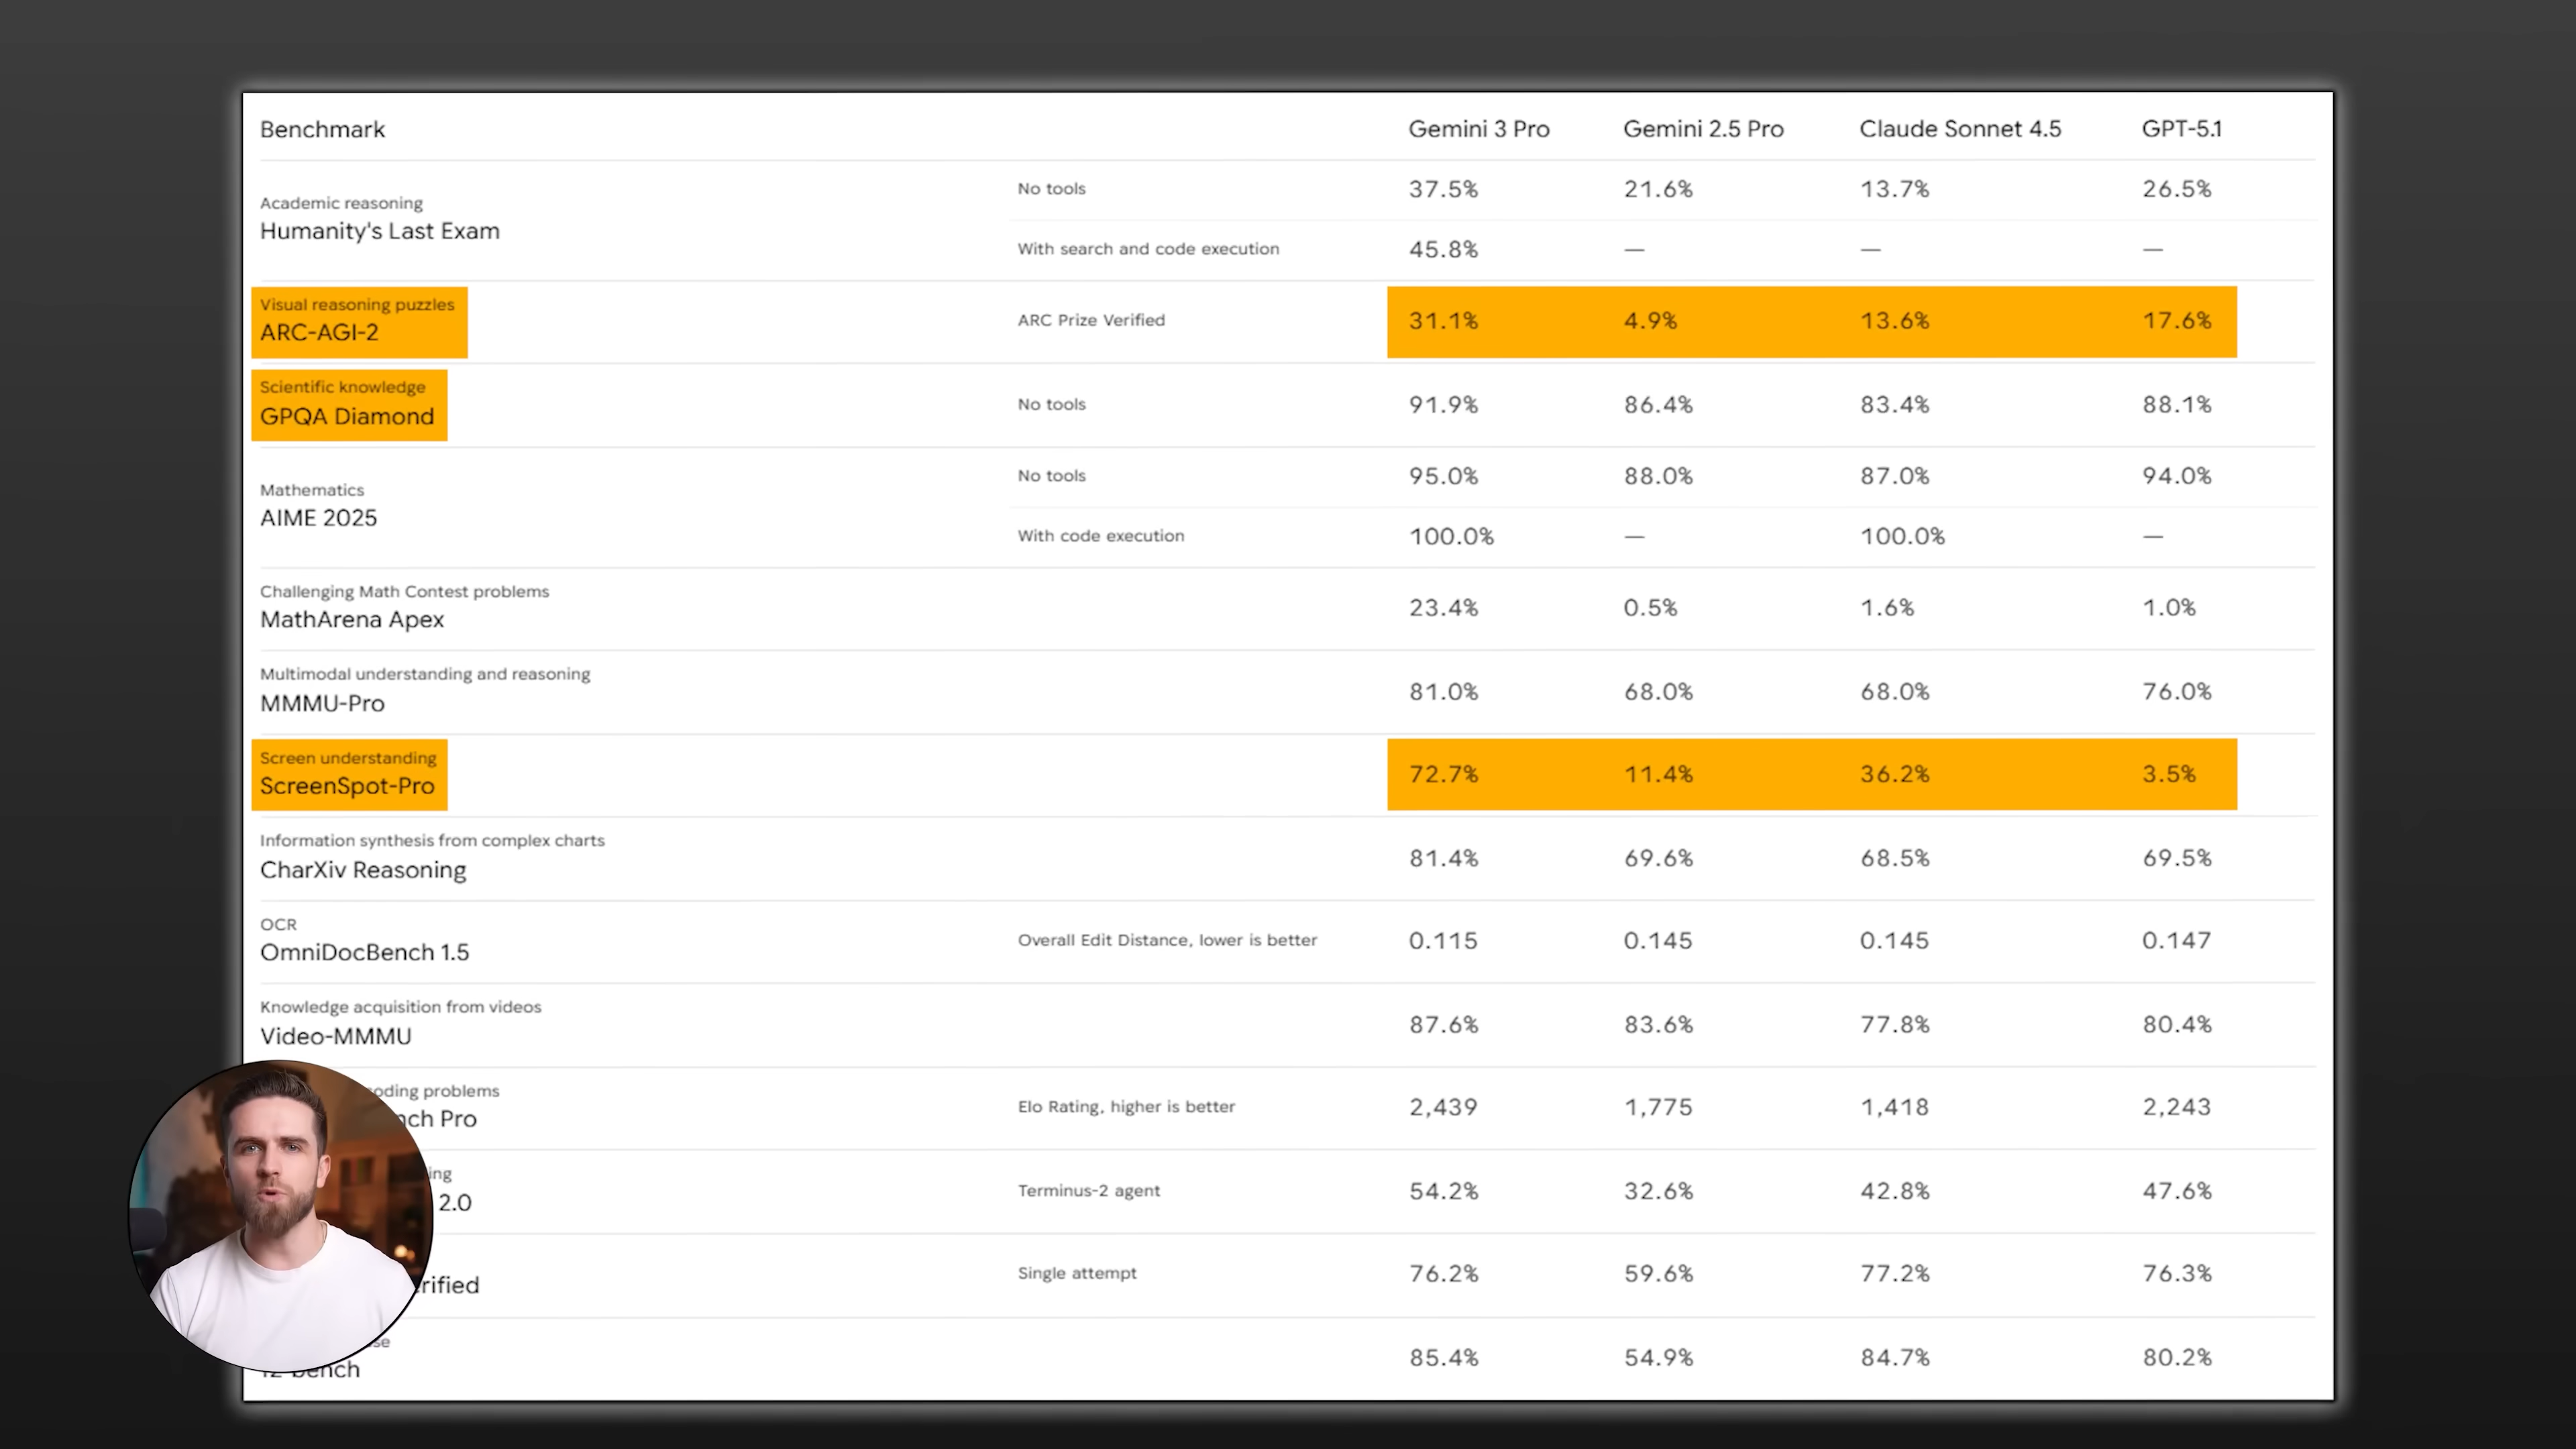 Benchmark Gemini 3 Pro Gemini 2.5 Pro Claude Sonnet 4.5 GPT-5.1
Academic reasoning
Humanity's Last Exam
No tools 37.5% 21.6% 13.7% 26.5%
With search and code execution 45.8% — — —
Visual reasoning puzzles
ARC-AGI-2
ARC Prize Verified 31.1% 4.9% 13.6% 17.6%
Scientific knowledge
GPQA Diamond
No tools 91.9% 86.4% 83.4% 88.1%
Mathematics
AIME 2025
No tools 95.0% 88.0% 87.0% 94.0%
With code execution 100.0% — 100.0% —
Challenging Math Contest problems
MathArena Apex
23.4% 0.5% 1.6% 1.0%
Multimodal understanding and reasoning
MMMU-Pro
81.0% 68.0% 68.0% 76.0%
Screen understanding
ScreenSpot-Pro
72.7% 11.4% 36.2% 3.5%
Information synthesis from complex charts
CharXiv Reasoning
81.4% 69.6% 68.5% 69.5%
OCR
OmniDocBench 1.5
Overall Edit Distance, lower is better 0.115 0.145 0.145 0.147
Knowledge acquisition from videos
Video-MMMU
87.6% 83.6% 77.8% 80.4%
oding problems
nch Pro
Elo Rating, higher is better 2,439 1,775 1,418 2,243
ing
2.0
Terminus-2 agent 54.2% 32.6% 42.8% 47.6%
rified
Single attempt 76.2% 59.6% 77.2% 76.3%
se
bench
85.4% 54.9% 84.7% 80.2%